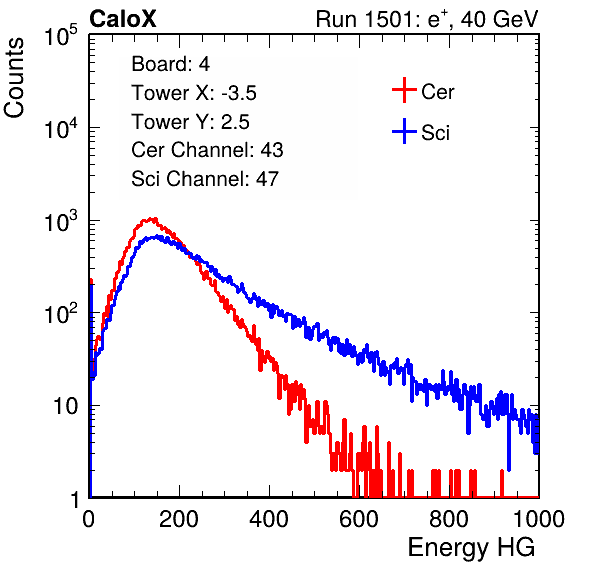 CaloX Run 1501: e⁺, 40 GeV
Counts
10⁵
10⁴
10³
10²
10
1
Board: 4
Tower X: -3.5
Tower Y: 2.5
Cer Channel: 43
Sci Channel: 47
Cer
Sci
0 200 400 600 800 1000
Energy HG